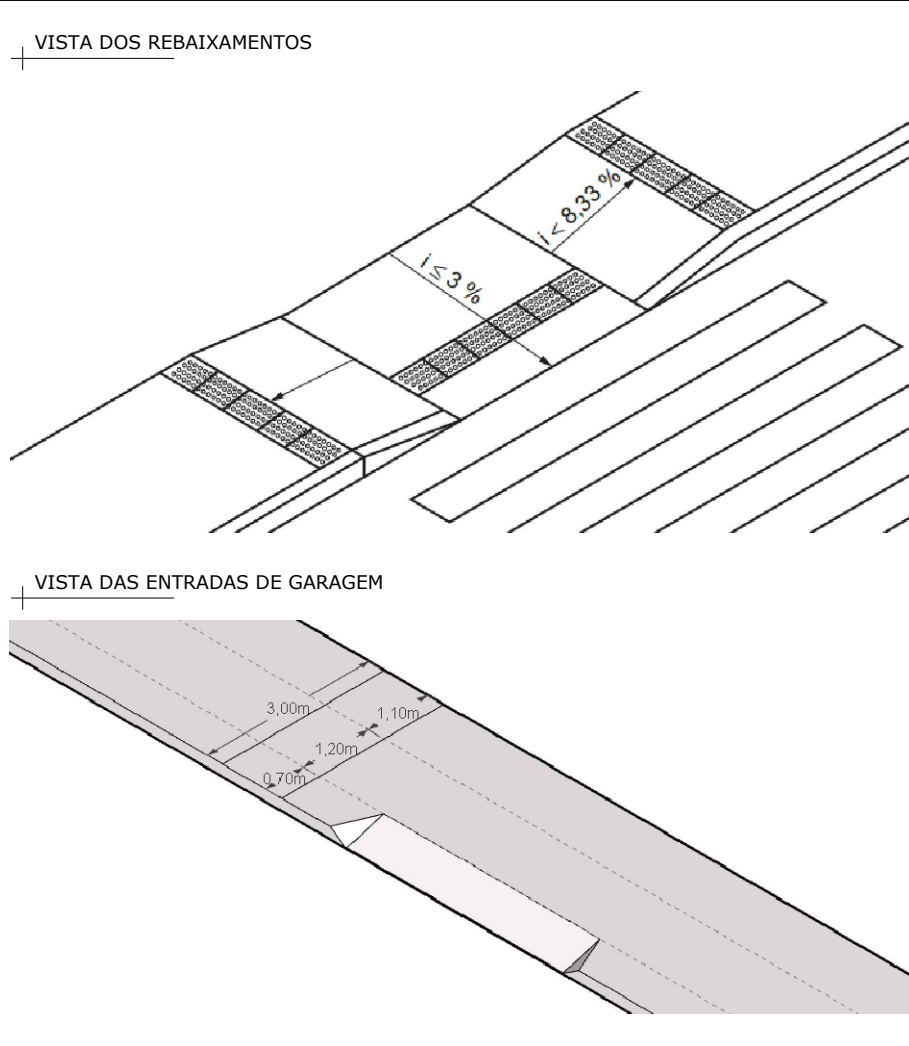 VISTA DOS REBAIXAMENTOS
i < 8,33 %
i ≤ 3 %
VISTA DAS ENTRADAS DE GARAGEM
3,00m
1,10m
1,20m
0,70m